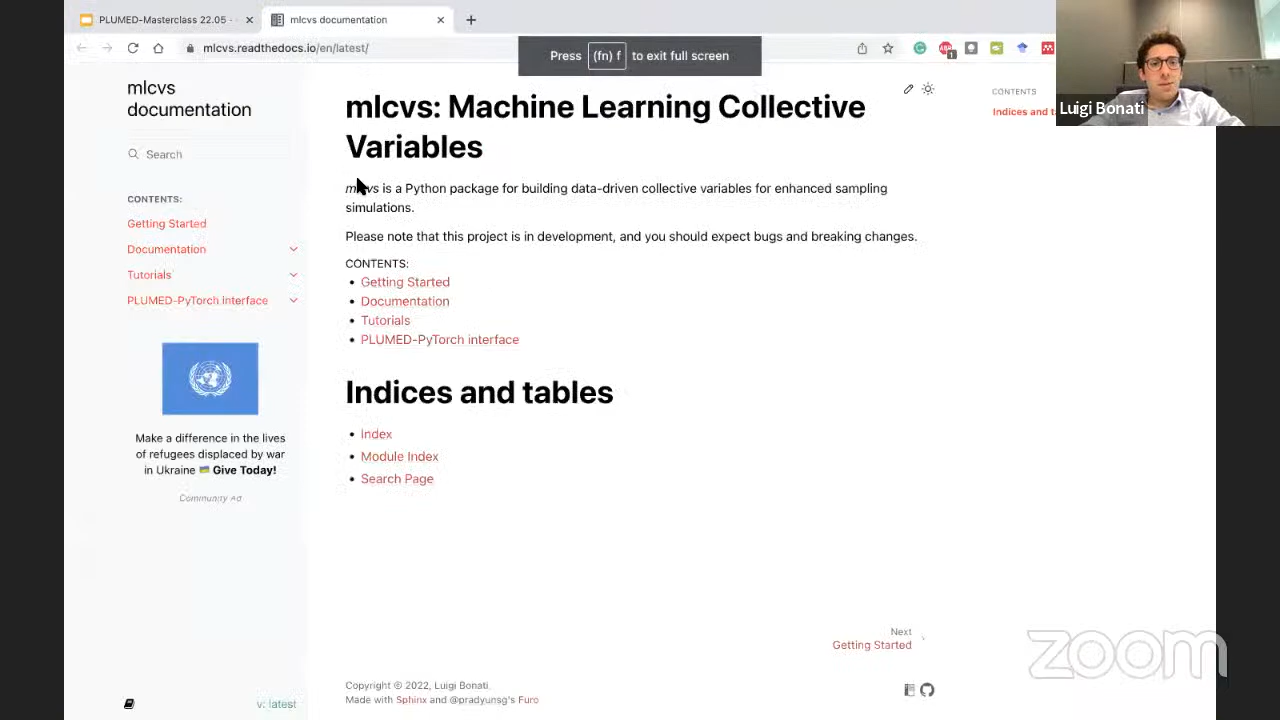 PLUMED-Masterclass 22.05 -
mlcvs documentation
mlcvs.readthedocs.io/en/latest/
Press (fn) f to exit full screen
1
Luigi Bonati
mlcvs
documentation
Search
CONTENTS:
Getting Started
Documentation
Tutorials
PLUMED-PyTorch interface
Make a difference in the lives
of refugees displaced by war
in Ukraine Give Today!
Community Ad
v: latest
mlcvs: Machine Learning Collective
Variables
mlcvs is a Python package for building data-driven collective variables for enhanced sampling
simulations.
Please note that this project is in development, and you should expect bugs and breaking changes.
CONTENTS:
• Getting Started
• Documentation
• Tutorials
• PLUMED-PyTorch interface
Indices and tables
• Index
• Module Index
• Search Page
Next
Getting Started
Copyright © 2022, Luigi Bonati.
Made with Sphinx and @pradyunsg's Furo
CONTENTS
Indices and t
zoom